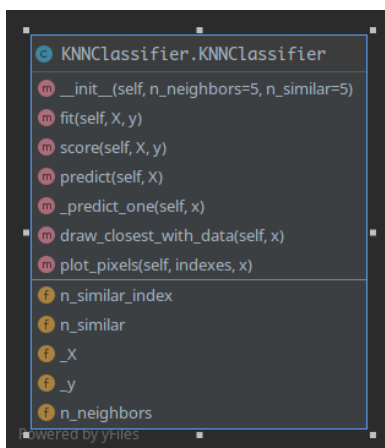 C KNNClassifier.KNNClassifier
m __init__(self, n_neighbors=5, n_similar=5)
m fit(self, X, y)
m score(self, X, y)
m predict(self, X)
m _predict_one(self, x)
m draw_closest_with_data(self, x)
m plot_pixels(self, indexes, x)
f n_similar_index
f n_similar
f _X
f _y
f n_neighbors
Powered by yFiles